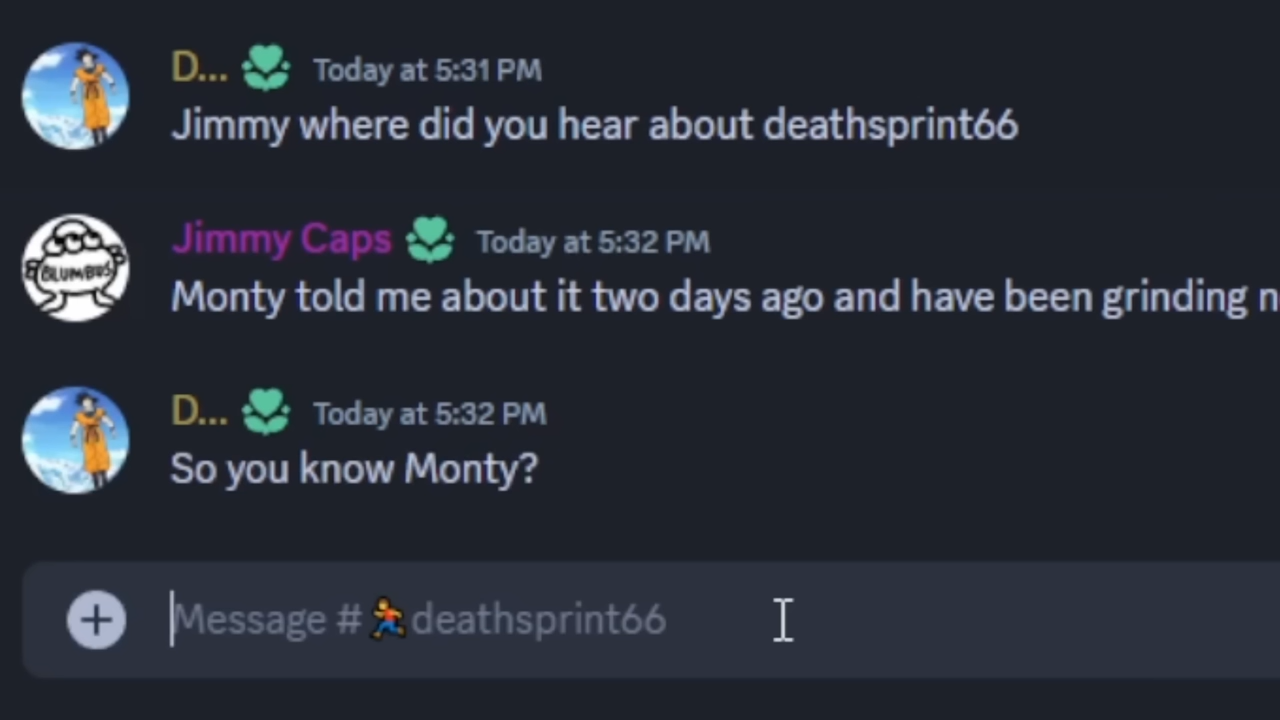 D... Today at 5:31 PM
Jimmy where did you hear about deathsprint66
BLUMBUS
Jimmy Caps Today at 5:32 PM
Monty told me about it two days ago and have been grinding n
D... Today at 5:32 PM
So you know Monty?
Message # deathsprint66